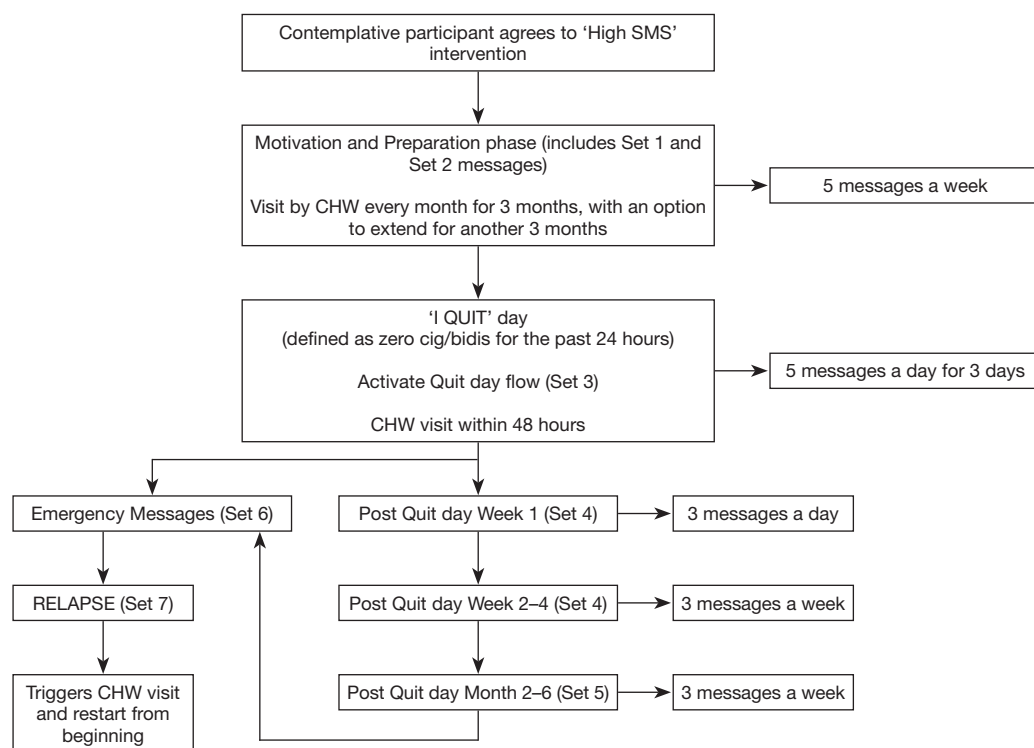 Contemplative participant agrees to ‘High SMS’
intervention
Motivation and Preparation phase (includes Set 1 and
Set 2 messages)
Visit by CHW every month for 3 months, with an option
to extend for another 3 months
5 messages a week
‘I QUIT’ day
(defined as zero cig/bidis for the past 24 hours)
Activate Quit day flow (Set 3)
CHW visit within 48 hours
5 messages a day for 3 days
Emergency Messages (Set 6)
Post Quit day Week 1 (Set 4)
3 messages a day
RELAPSE (Set 7)
Post Quit day Week 2–4 (Set 4)
3 messages a week
Triggers CHW visit
and restart from
beginning
Post Quit day Month 2–6 (Set 5)
3 messages a week